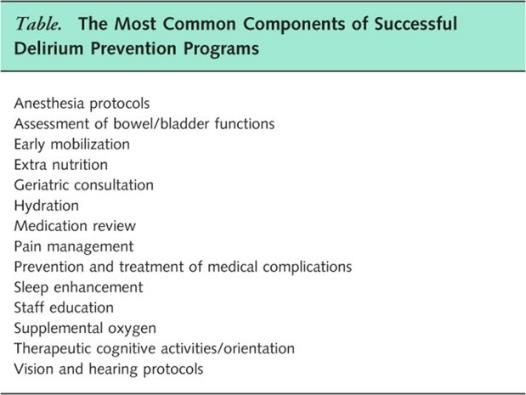 Table. The Most Common Components of Successful
Delirium Prevention Programs
Anesthesia protocols
Assessment of bowel/bladder functions
Early mobilization
Extra nutrition
Geriatric consultation
Hydration
Medication review
Pain management
Prevention and treatment of medical complications
Sleep enhancement
Staff education
Supplemental oxygen
Therapeutic cognitive activities/orientation
Vision and hearing protocols